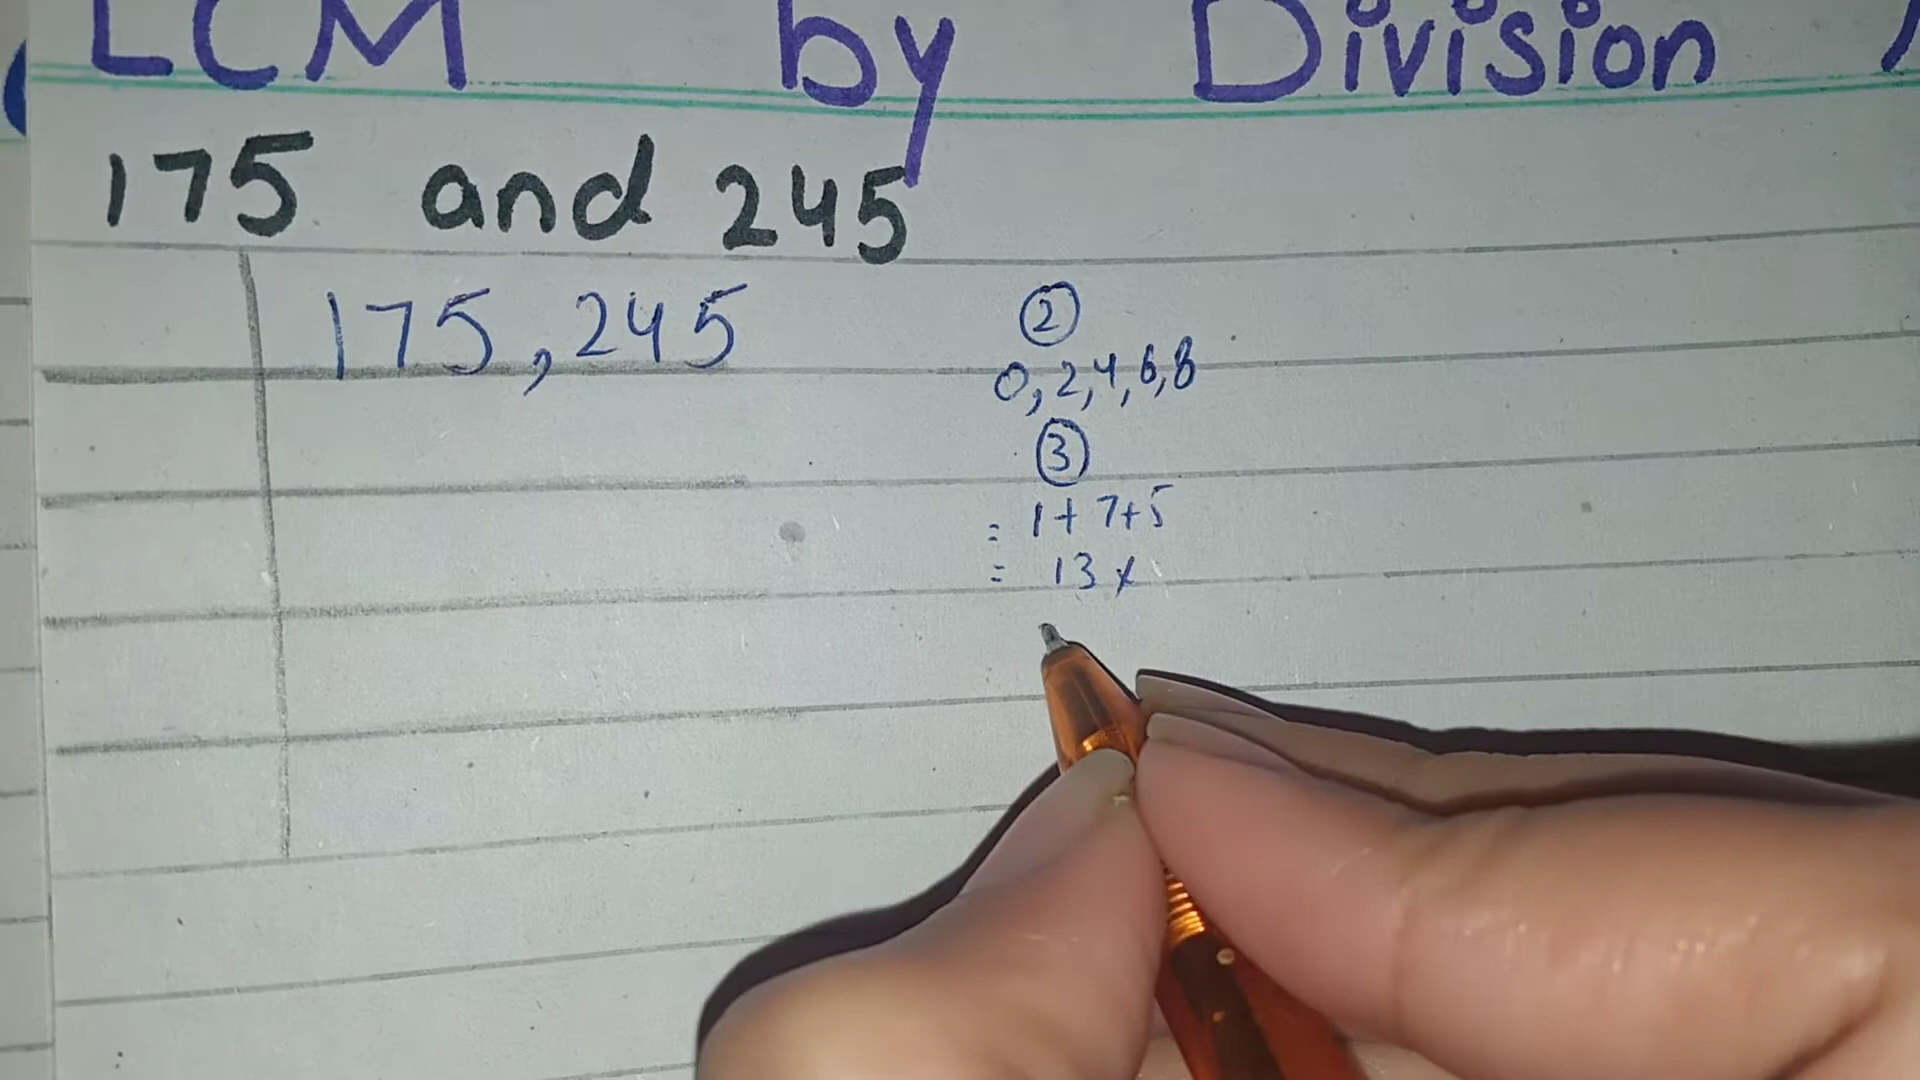 LCM by Division
175 and 245
175, 245
2
0, 2, 4, 6, 8
3
= 1 + 7 + 5
= 13 x